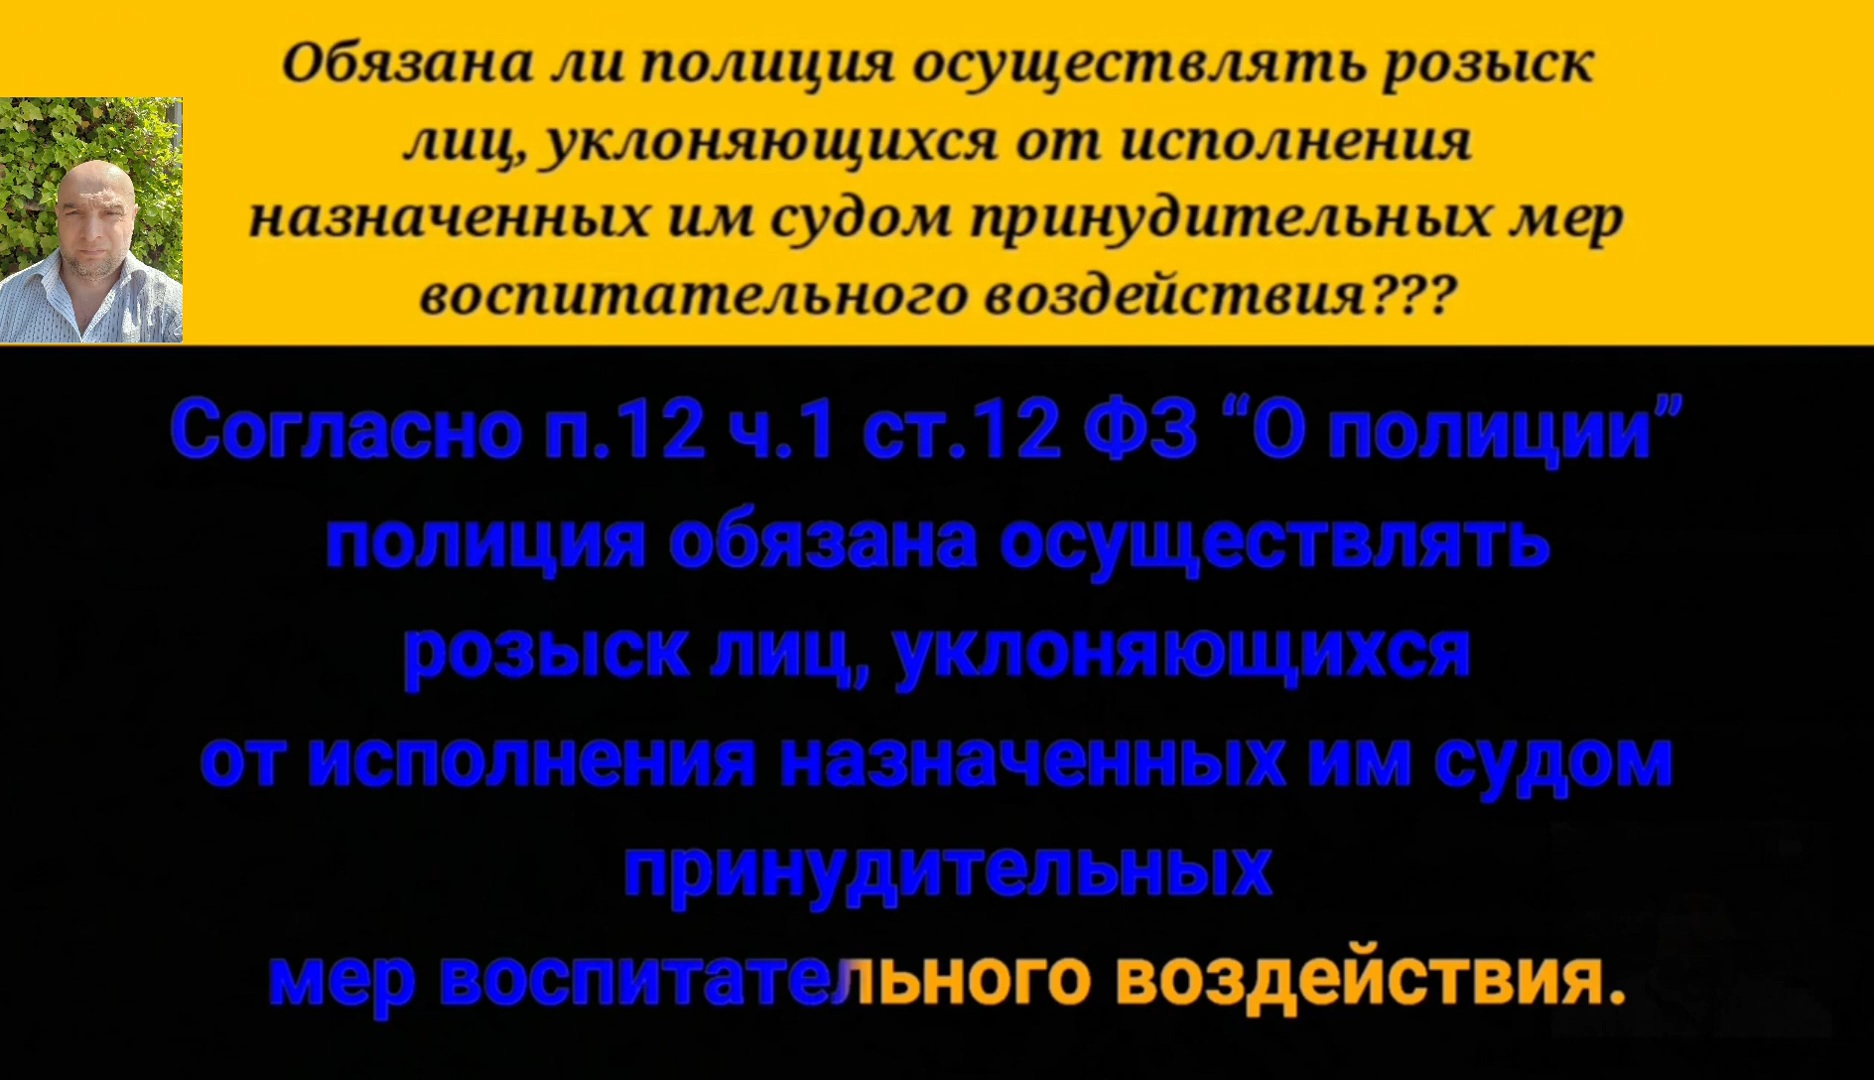 Обязана ли полиция осуществлять розыск
лиц, уклоняющихся от исполнения
назначенных им судом принудительных мер
воспитательного воздействия???
Согласно п.12 ч.1 ст.12 ФЗ “О полиции”
полиция обязана осуществлять
розыск лиц, уклоняющихся
от исполнения назначенных им судом
принудительных
мер воспитательного воздействия.